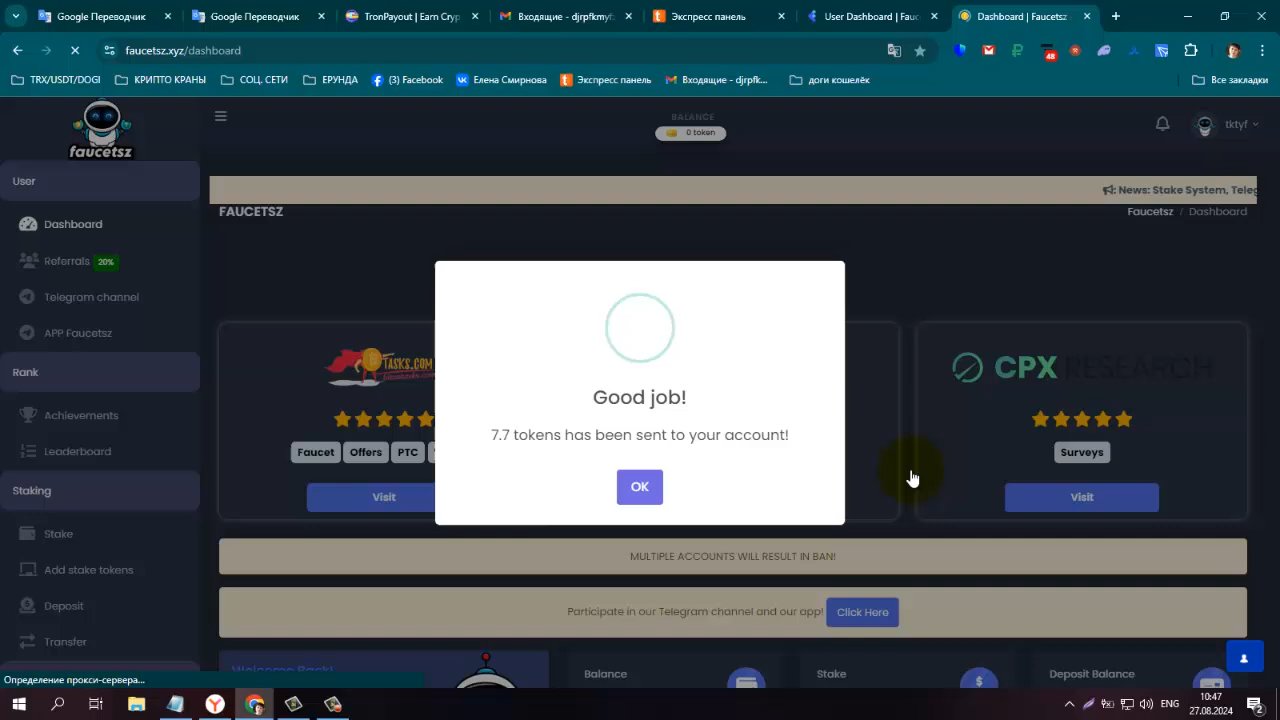 Google Переводчик
Google Переводчик
TronPayout | Earn Cryp
Входящие - djrpfkmyf
Экспресс панель
User Dashboard | Fauc
Dashboard | Faucetsz
faucetsz.xyz/dashboard
48
TRX/USDT/DOGI
КРИПТО КРАНЫ
СОЦ. СЕТИ
ЕРУНДА
(3) Facebook
Елена Смирнова
Экспресс панель
Входящие - djrpfk...
доги кошелёк
Все закладки
faucetsz
BALANCE
0 token
tktyf
User
News: Stake System, Teleg
FAUCETSZ
Faucetsz / Dashboard
Dashboard
Referrals 20%
Telegram channel
APP Faucetsz
Rank
Achievements
Leaderboard
Staking
Stake
Add stake tokens
Deposit
Transfer
TASKS.COM
CPX RESEARCH
Faucet
Offers
PTC
Surveys
Visit
Visit
Good job!
7.7 tokens has been sent to your account!
OK
MULTIPLE ACCOUNTS WILL RESULT IN BAN!
Participate in our Telegram channel and our app! Click Here
Welcome Back!
Balance
Stake
Deposit Balance
Определение прокси-сервера...
ENG
10:47
27.08.2024
2